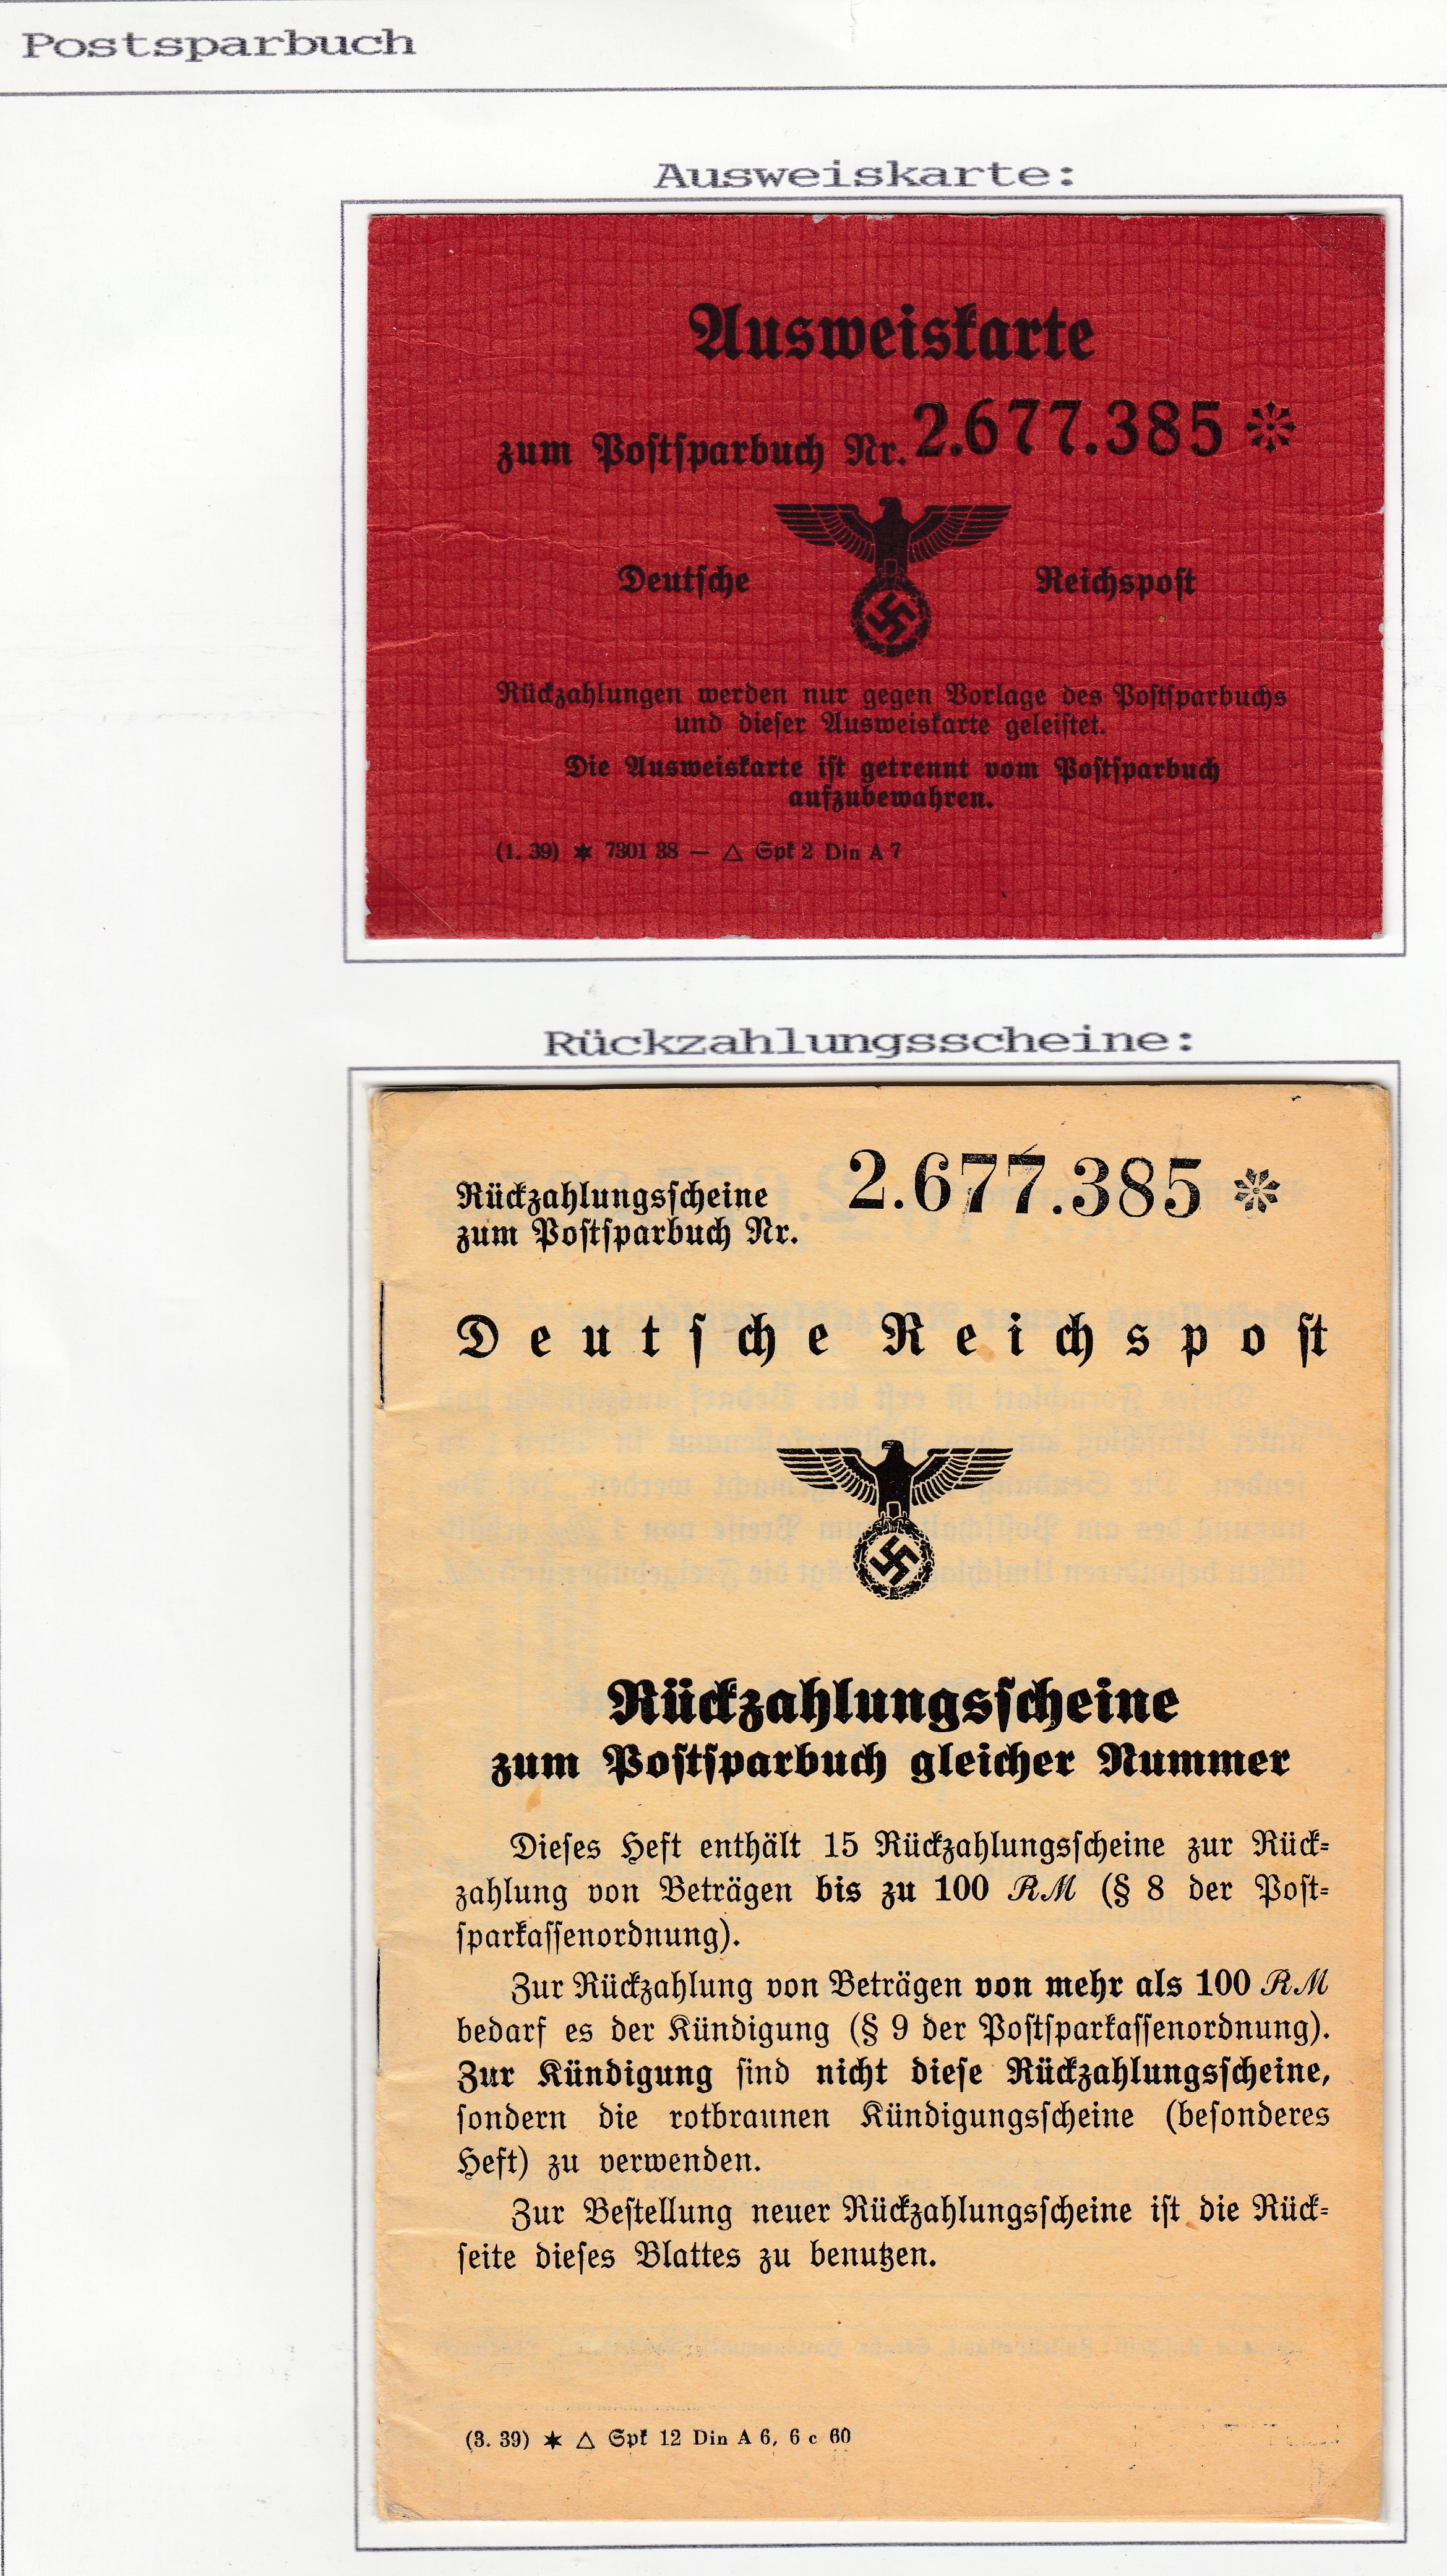 Postsparbuch
Ausweiskarte:
Ausweiskarte
zum Postsparbuch Nr. 2.677.385 *
Deutsche Reichspost
Rückzahlungen werden nur gegen Vorlage des Postsparbuchs
und dieser Ausweiskarte geleistet.
Die Ausweiskarte ist getrennt vom Postsparbuch
aufzubewahren.
(1. 39) ✶ 7301 38 — △ Spk 2 Din A 7
Rückzahlungsscheine:
Rückzahlungsscheine 2.677.385 *
zum Postsparbuch Nr.
Deutsche Reichspost
Rückzahlungsscheine
zum Postsparbuch gleicher Nummer
Dieses Heft enthält 15 Rückzahlungsscheine zur Rück-
zahlung von Beträgen bis zu 100 RM (§ 8 der Post-
sparkassenordnung).
Zur Rückzahlung von Beträgen von mehr als 100 RM
bedarf es der Kündigung (§ 9 der Postsparkassenordnung).
Zur Kündigung sind nicht diese Rückzahlungsscheine,
sondern die rotbraunen Kündigungsscheine (besonderes
Heft) zu verwenden.
Zur Bestellung neuer Rückzahlungsscheine ist die Rück-
seite dieses Blattes zu benutzen.
(3. 39) ✶ △ Spk 12 Din A 6, 6 c 60